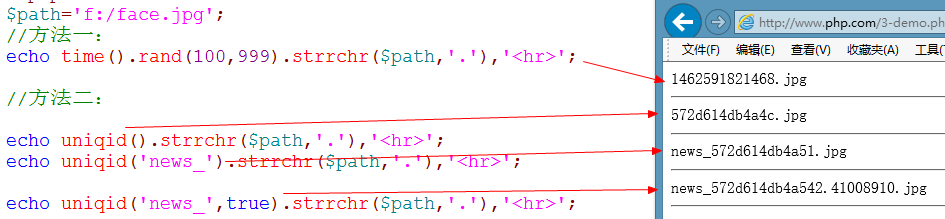 $path='f:/face.jpg';
//方法一:
echo time().rand(100,999).strrchr($path,'.'),'<hr>';
//方法二:
echo uniqid().strrchr($path,'.'),'<hr>';
echo uniqid('news_').strrchr($path,'.'),'<hr>';
echo uniqid('news_',true).strrchr($path,'.'),'<hr>';
http://www.php.com/3-demo.ph
文件(F) 编辑(E) 查看(V) 收藏夹(A)
1462591821468.jpg
572d614db4a4c.jpg
news_572d614db4a51.jpg
news_572d614db4a542.41008910.jpg